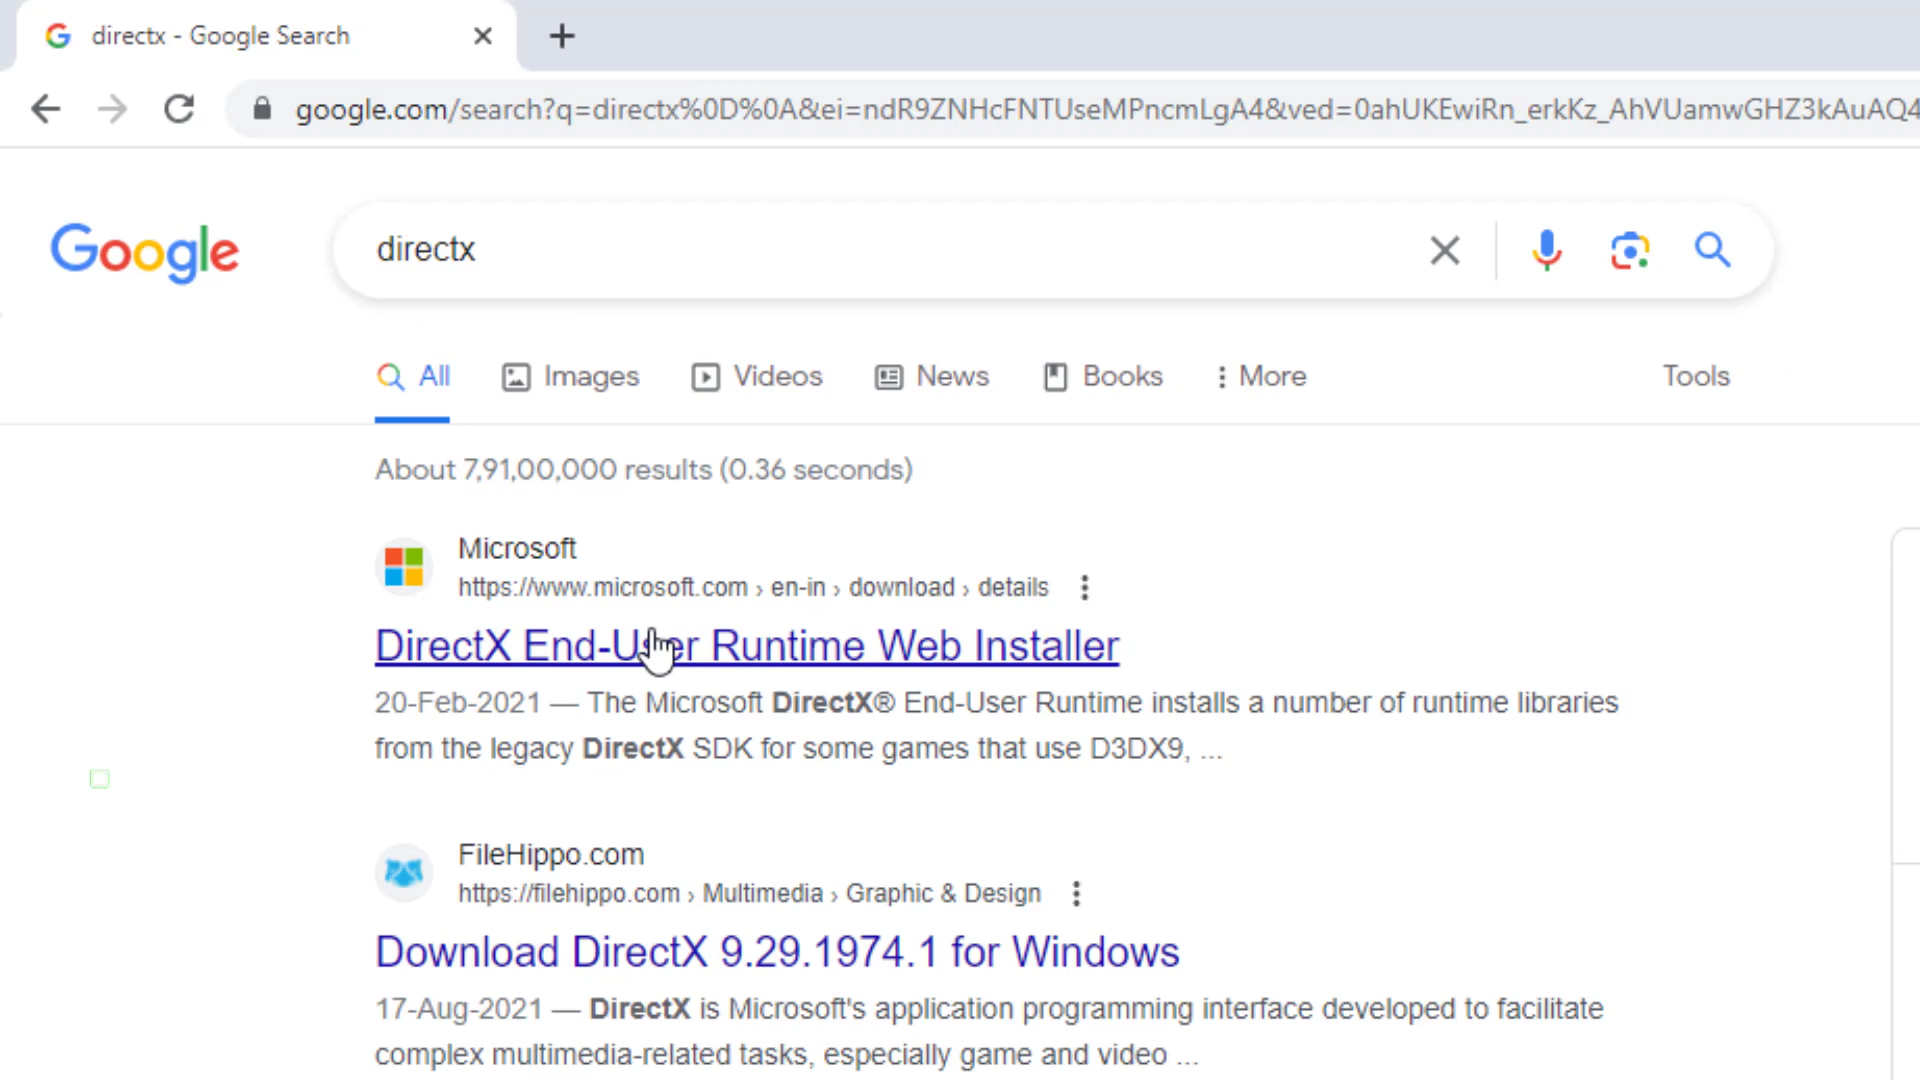 directx - Google Search
google.com/search?q=directx%0D%0A&ei=ndR9ZNHcFNTUseMPncmLgA4&ved=0ahUKEwiRn_erkKz_AhVUamwGHZ3kAuAQ4
Google
directx
All Images Videos News Books More Tools
About 7,91,00,000 results (0.36 seconds)
Microsoft
https://www.microsoft.com › en-in › download › details
DirectX End-User Runtime Web Installer
20-Feb-2021 — The Microsoft DirectX® End-User Runtime installs a number of runtime libraries
from the legacy DirectX SDK for some games that use D3DX9, ...
FileHippo.com
https://filehippo.com › Multimedia › Graphic & Design
Download DirectX 9.29.1974.1 for Windows
17-Aug-2021 — DirectX is Microsoft's application programming interface developed to facilitate
complex multimedia-related tasks, especially game and video ...